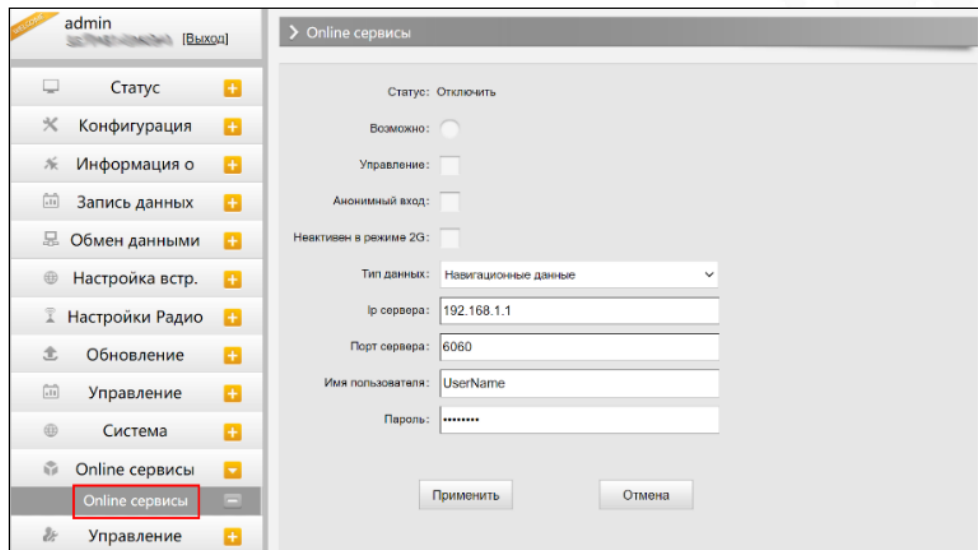 WELCOME
admin
[Выход]
Статус
Конфигурация
Информация о
Запись данных
Обмен данными
Настройка встр.
Настройки Радио
Обновление
Управление
Система
Online сервисы
Online сервисы
Управление
Online сервисы
Статус: Отключить
Возможно:
Управление:
Анонимный вход:
Неактивен в режиме 2G:
Тип данных: Навигационные данные
Ip сервера: 192.168.1.1
Порт сервера: 6060
Имя пользователя: UserName
Пароль: ••••••••
Применить Отмена